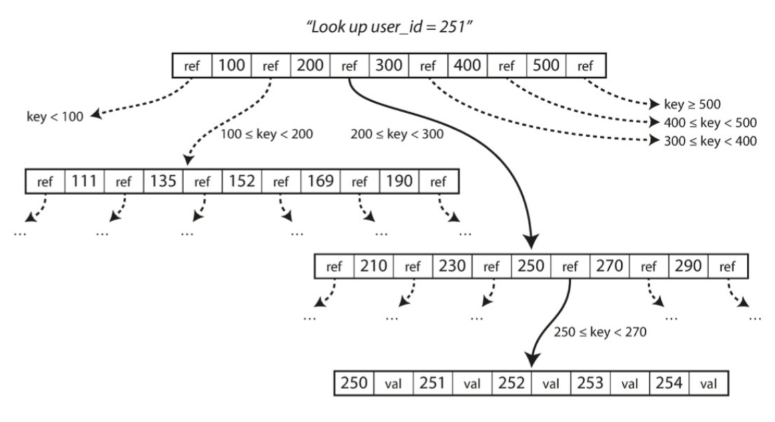 "Look up user_id = 251"
ref 100 ref 200 ref 300 ref 400 ref 500 ref
key < 100
key ≥ 500
400 ≤ key < 500
300 ≤ key < 400
100 ≤ key < 200
200 ≤ key < 300
ref 111 ref 135 ref 152 ref 169 ref 190 ref
... ... ... ... ... ...
ref 210 ref 230 ref 250 ref 270 ref 290 ref
... ... ... ... ...
250 ≤ key < 270
250 val 251 val 252 val 253 val 254 val